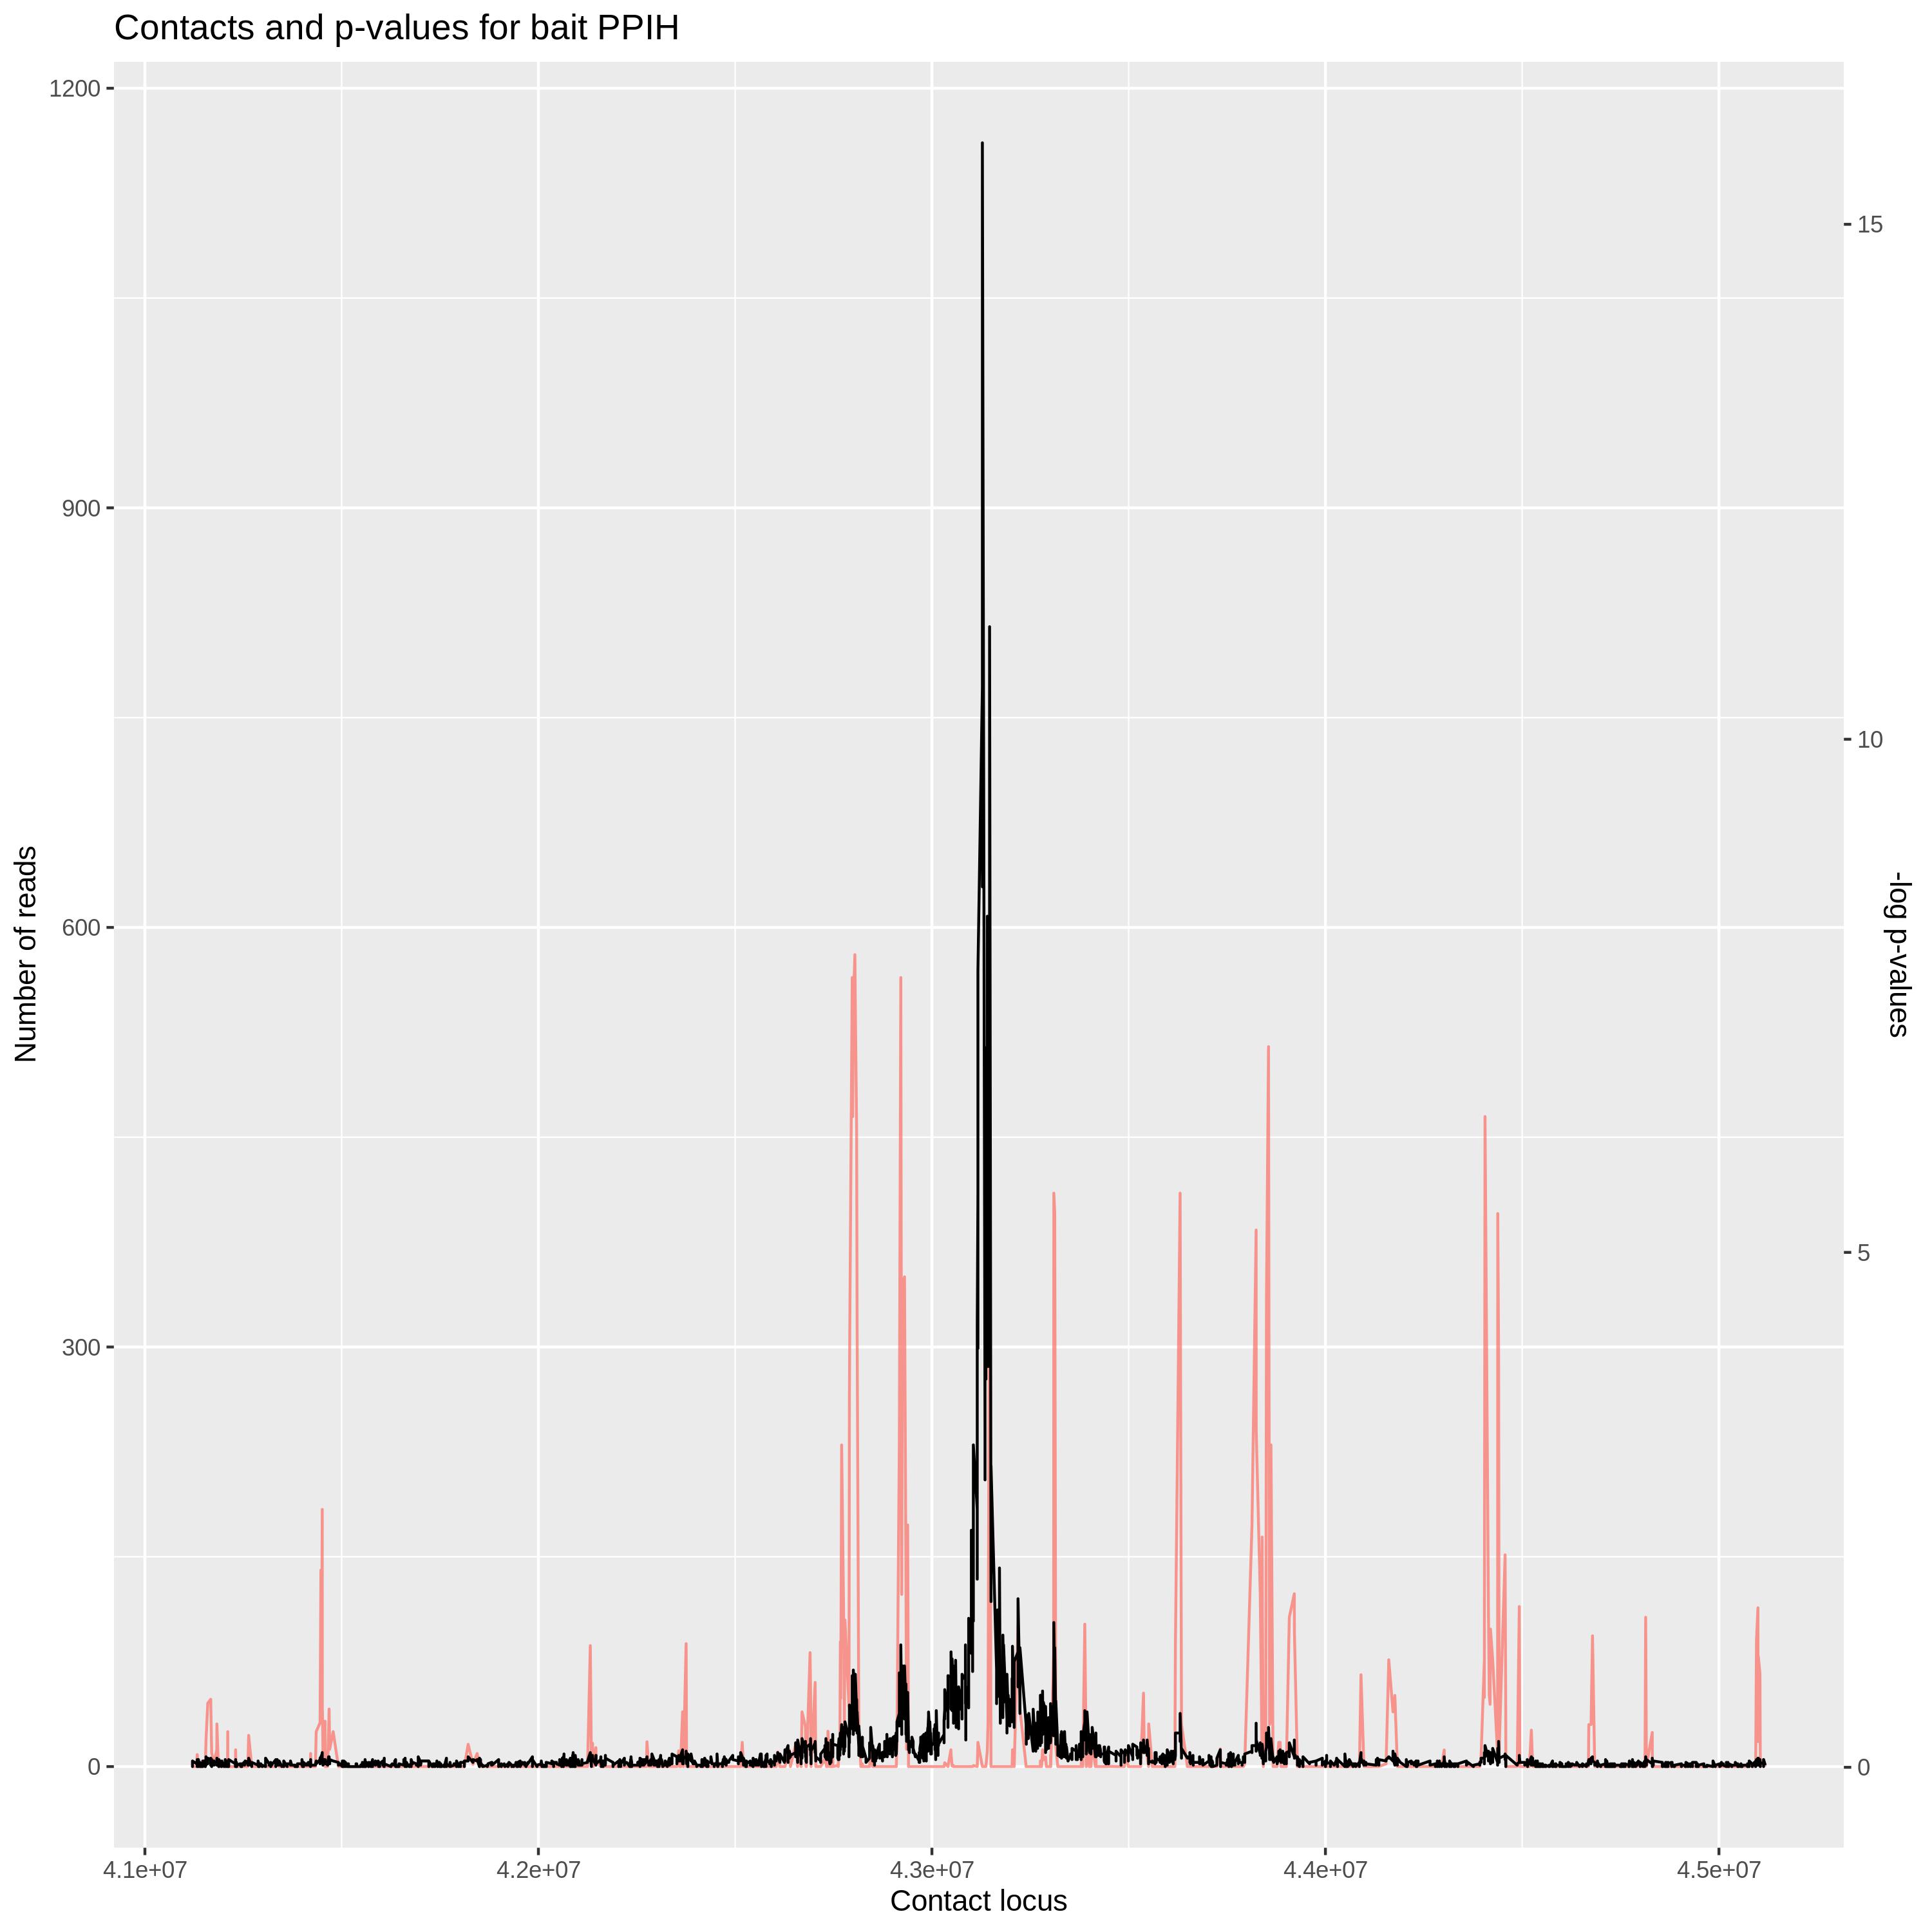 Contacts and p-values for bait PPIH
1200
900
600
300
0
Number of reads
15
10
5
0
-log p-values
4.1e+07 4.2e+07 4.3e+07 4.4e+07 4.5e+07
Contact locus